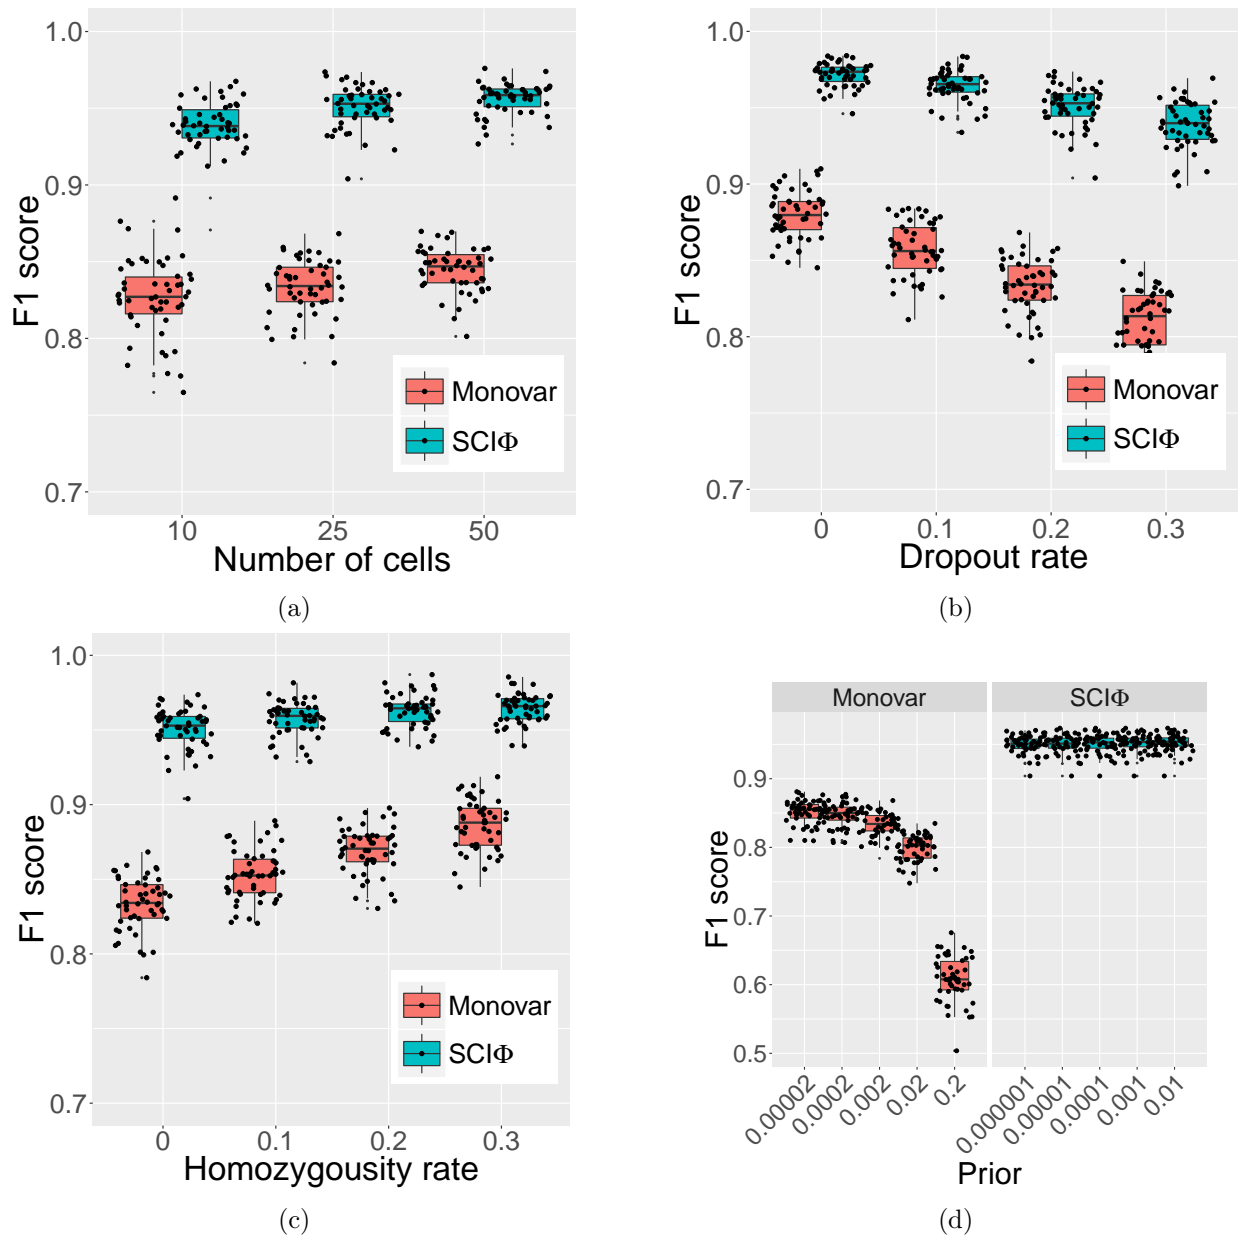 1.0
0.9
0.8
0.7
F1 score
10 25 50
Number of cells
Monovar
SCIΦ
(a)
1.0
0.9
0.8
0.7
F1 score
0 0.1 0.2 0.3
Dropout rate
Monovar
SCIΦ
(b)
1.0
0.9
0.8
0.7
F1 score
0 0.1 0.2 0.3
Homozygousity rate
Monovar
SCIΦ
(c)
Monovar SCIΦ
0.9
0.8
0.7
0.6
0.5
F1 score
0.00002 0.0002 0.002 0.02 0.2 0.000001 0.00001 0.0001 0.001 0.01
Prior
(d)